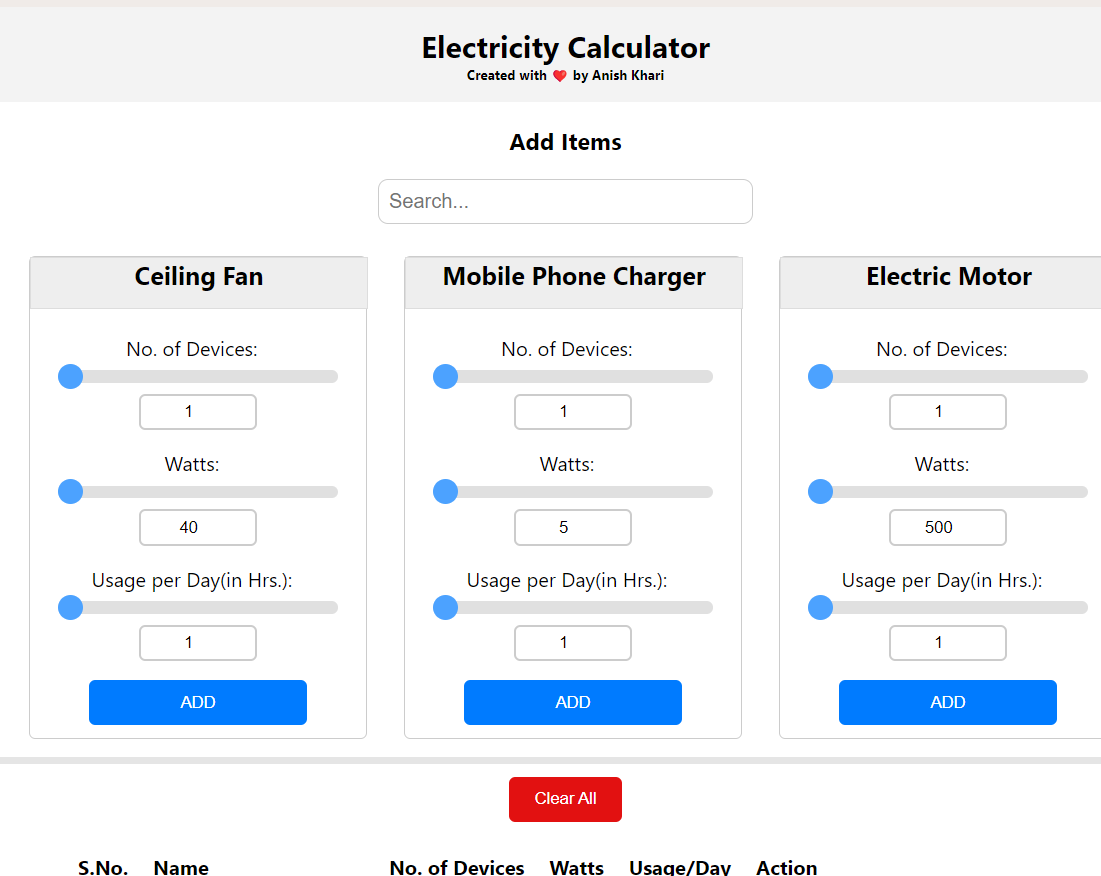 Electricity Calculator
Created with ❤️ by Anish Khari
Add Items
Search...
Ceiling Fan
No. of Devices:
1
Watts:
40
Usage per Day(in Hrs.):
1
ADD
Mobile Phone Charger
No. of Devices:
1
Watts:
5
Usage per Day(in Hrs.):
1
ADD
Electric Motor
No. of Devices:
1
Watts:
500
Usage per Day(in Hrs.):
1
ADD
Clear All
S.No. Name No. of Devices Watts Usage/Day Action